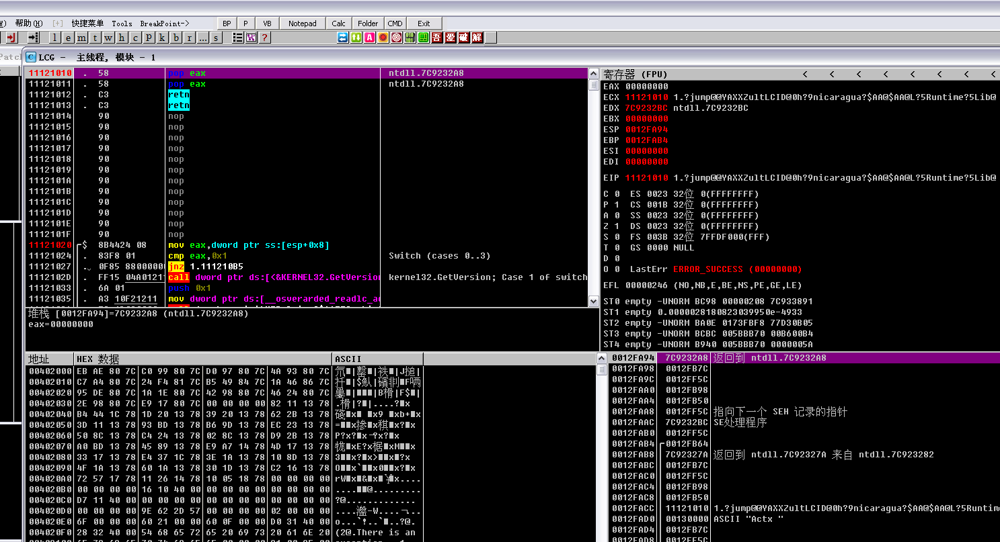 帮助(H) [+] 快捷菜单 Tools BreakPoint-> BP P VB Notepad Calc Folder CMD Exit
l e m t w h c p k b r ... s ? 吾 爱 破 解
LCG - 主线程, 模块 - 1
11121010 . 58 pop eax ntdll.7C9232A8
11121011 . 58 pop eax ntdll.7C9232A8
11121012 . C3 retn
11121013 . C3 retn
11121014 90 nop
11121015 90 nop
11121016 90 nop
11121017 90 nop
11121018 90 nop
11121019 90 nop
1112101A 90 nop
1112101B 90 nop
1112101C 90 nop
1112101D 90 nop
1112101E 90 nop
1112101F 90 nop
11121020 $ 8B4424 08 mov eax,dword ptr ss:[esp+0x8]
11121024 . 83F8 01 cmp eax,0x1 Switch (cases 0..3)
11121027 . 0F85 88000000 jnz 1.111210B5
1112102D . FF15 04A01211 call dword ptr ds:[<&KERNEL32.GetVersion kernel32.GetVersion; Case 1 of switch
11121033 . 6A 01 push 0x1
11121035 . A3 10F21211 mov dword ptr ds:[__osverarded_readlc_a
堆栈 [0012FA94]=7C9232A8 (ntdll.7C9232A8)
eax=00000000
寄存器 (FPU) < < < < < < < <
EAX 00000000
ECX 11121010 1.?jump@@YAXXZultLCID@0h?9nicaragua?$AA@$AA@L?5Runtime?5Lib@
EDX 7C9232BC ntdll.7C9232BC
EBX 00000000
ESP 0012FA94
EBP 0012FAB4
ESI 00000000
EDI 00000000
EIP 11121010 1.?jump@@YAXXZultLCID@0h?9nicaragua?$AA@$AA@L?5Runtime?5Lib@
C 0 ES 0023 32位 0(FFFFFFFF)
P 1 CS 001B 32位 0(FFFFFFFF)
A 0 SS 0023 32位 0(FFFFFFFF)
Z 1 DS 0023 32位 0(FFFFFFFF)
S 0 FS 003B 32位 7FFDF000(FFF)
T 0 GS 0000 NULL
D 0
O 0 LastErr ERROR_SUCCESS (00000000)
EFL 00000246 (NO,NB,E,BE,NS,PE,GE,LE)
ST0 empty -UNORM BC98 00000208 7C933891
ST1 empty 0.0000028180823039950e-4933
ST2 empty -UNORM BA0E 0173FBF8 77D30B05
ST3 empty -UNORM BCBC 005BBB70 00B600B4
ST4 empty -UNORM B940 005BBB70 0000005A
地址 HEX 数据 ASCII
00402000 EB AE 80 7C C0 99 80 7C D0 97 80 7C 4A 93 80 7C
00402010 C7 A4 80 7C 24 F4 81 7C B5 49 84 7C 1A 46 86 7C
00402020 95 DE 80 7C 1A 1E 80 7C 42 98 80 7C 46 24 80 7C
00402030 2E 98 80 7C E9 17 80 7C 00 00 00 00 82 11 13 78
00402040 B4 44 1C 78 1D 20 13 78 39 20 13 78 62 2B 13 78
00402050 3D 11 13 78 93 BD 13 78 B6 9D 13 78 EC 23 13 78
00402060 50 8C 13 78 C4 24 13 78 02 8C 13 78 D9 2B 13 78
00402070 A0 BD 13 78 45 89 13 78 E9 A7 14 78 4D 17 13 78
00402080 33 17 13 78 E4 37 1C 78 3E 1A 13 78 10 8D 13 78
00402090 4F 1A 13 78 60 1A 13 78 30 1D 13 78 C2 16 13 78
004020A0 72 57 17 78 11 26 14 78 10 05 18 78 00 00 00 00
004020B0 00 00 00 00 16 10 40 00 00 00 00 00 00 00 00 00
004020C0 D7 11 40 00 00 00 00 00 00 00 00 00 00 00 00 00 ?@.............
004020D0 00 00 00 00 9E 62 2D 57 00 00 00 00 02 00 00 00
004020E0 6F 00 00 00 60 21 00 00 60 0F 00 00 D0 31 40 00
004020F0 28 32 40 00 54 68 65 72 65 20 69 73 20 61 6E 20 (2@.There is an
0012FA94 7C9232A8 返回到 ntdll.7C9232A8
0012FA98 0012FB7C
0012FA9C 0012FF5C
0012FAA0 0012FB98
0012FAA4 0012FB50
0012FAA8 0012FF5C 指向下一个 SEH 记录的指针
0012FAAC 7C9232BC SE处理程序
0012FAB0 0012FF5C
0012FAB4 0012FB64
0012FAB8 7C92327A 返回到 ntdll.7C92327A 来自 ntdll.7C923282
0012FABC 0012FB7C
0012FAC0 0012FF5C
0012FAC4 0012FB98
0012FAC8 0012FB50
0012FACC 11121010 1.?jump@@YAXXZultLCID@0h?9nicaragua?$AA@$AA@L?5Runtime
0012FAD0 00130000 ASCII "Actx "
0012FAD4 0012FB7C
0012FAD8 0012FF5C